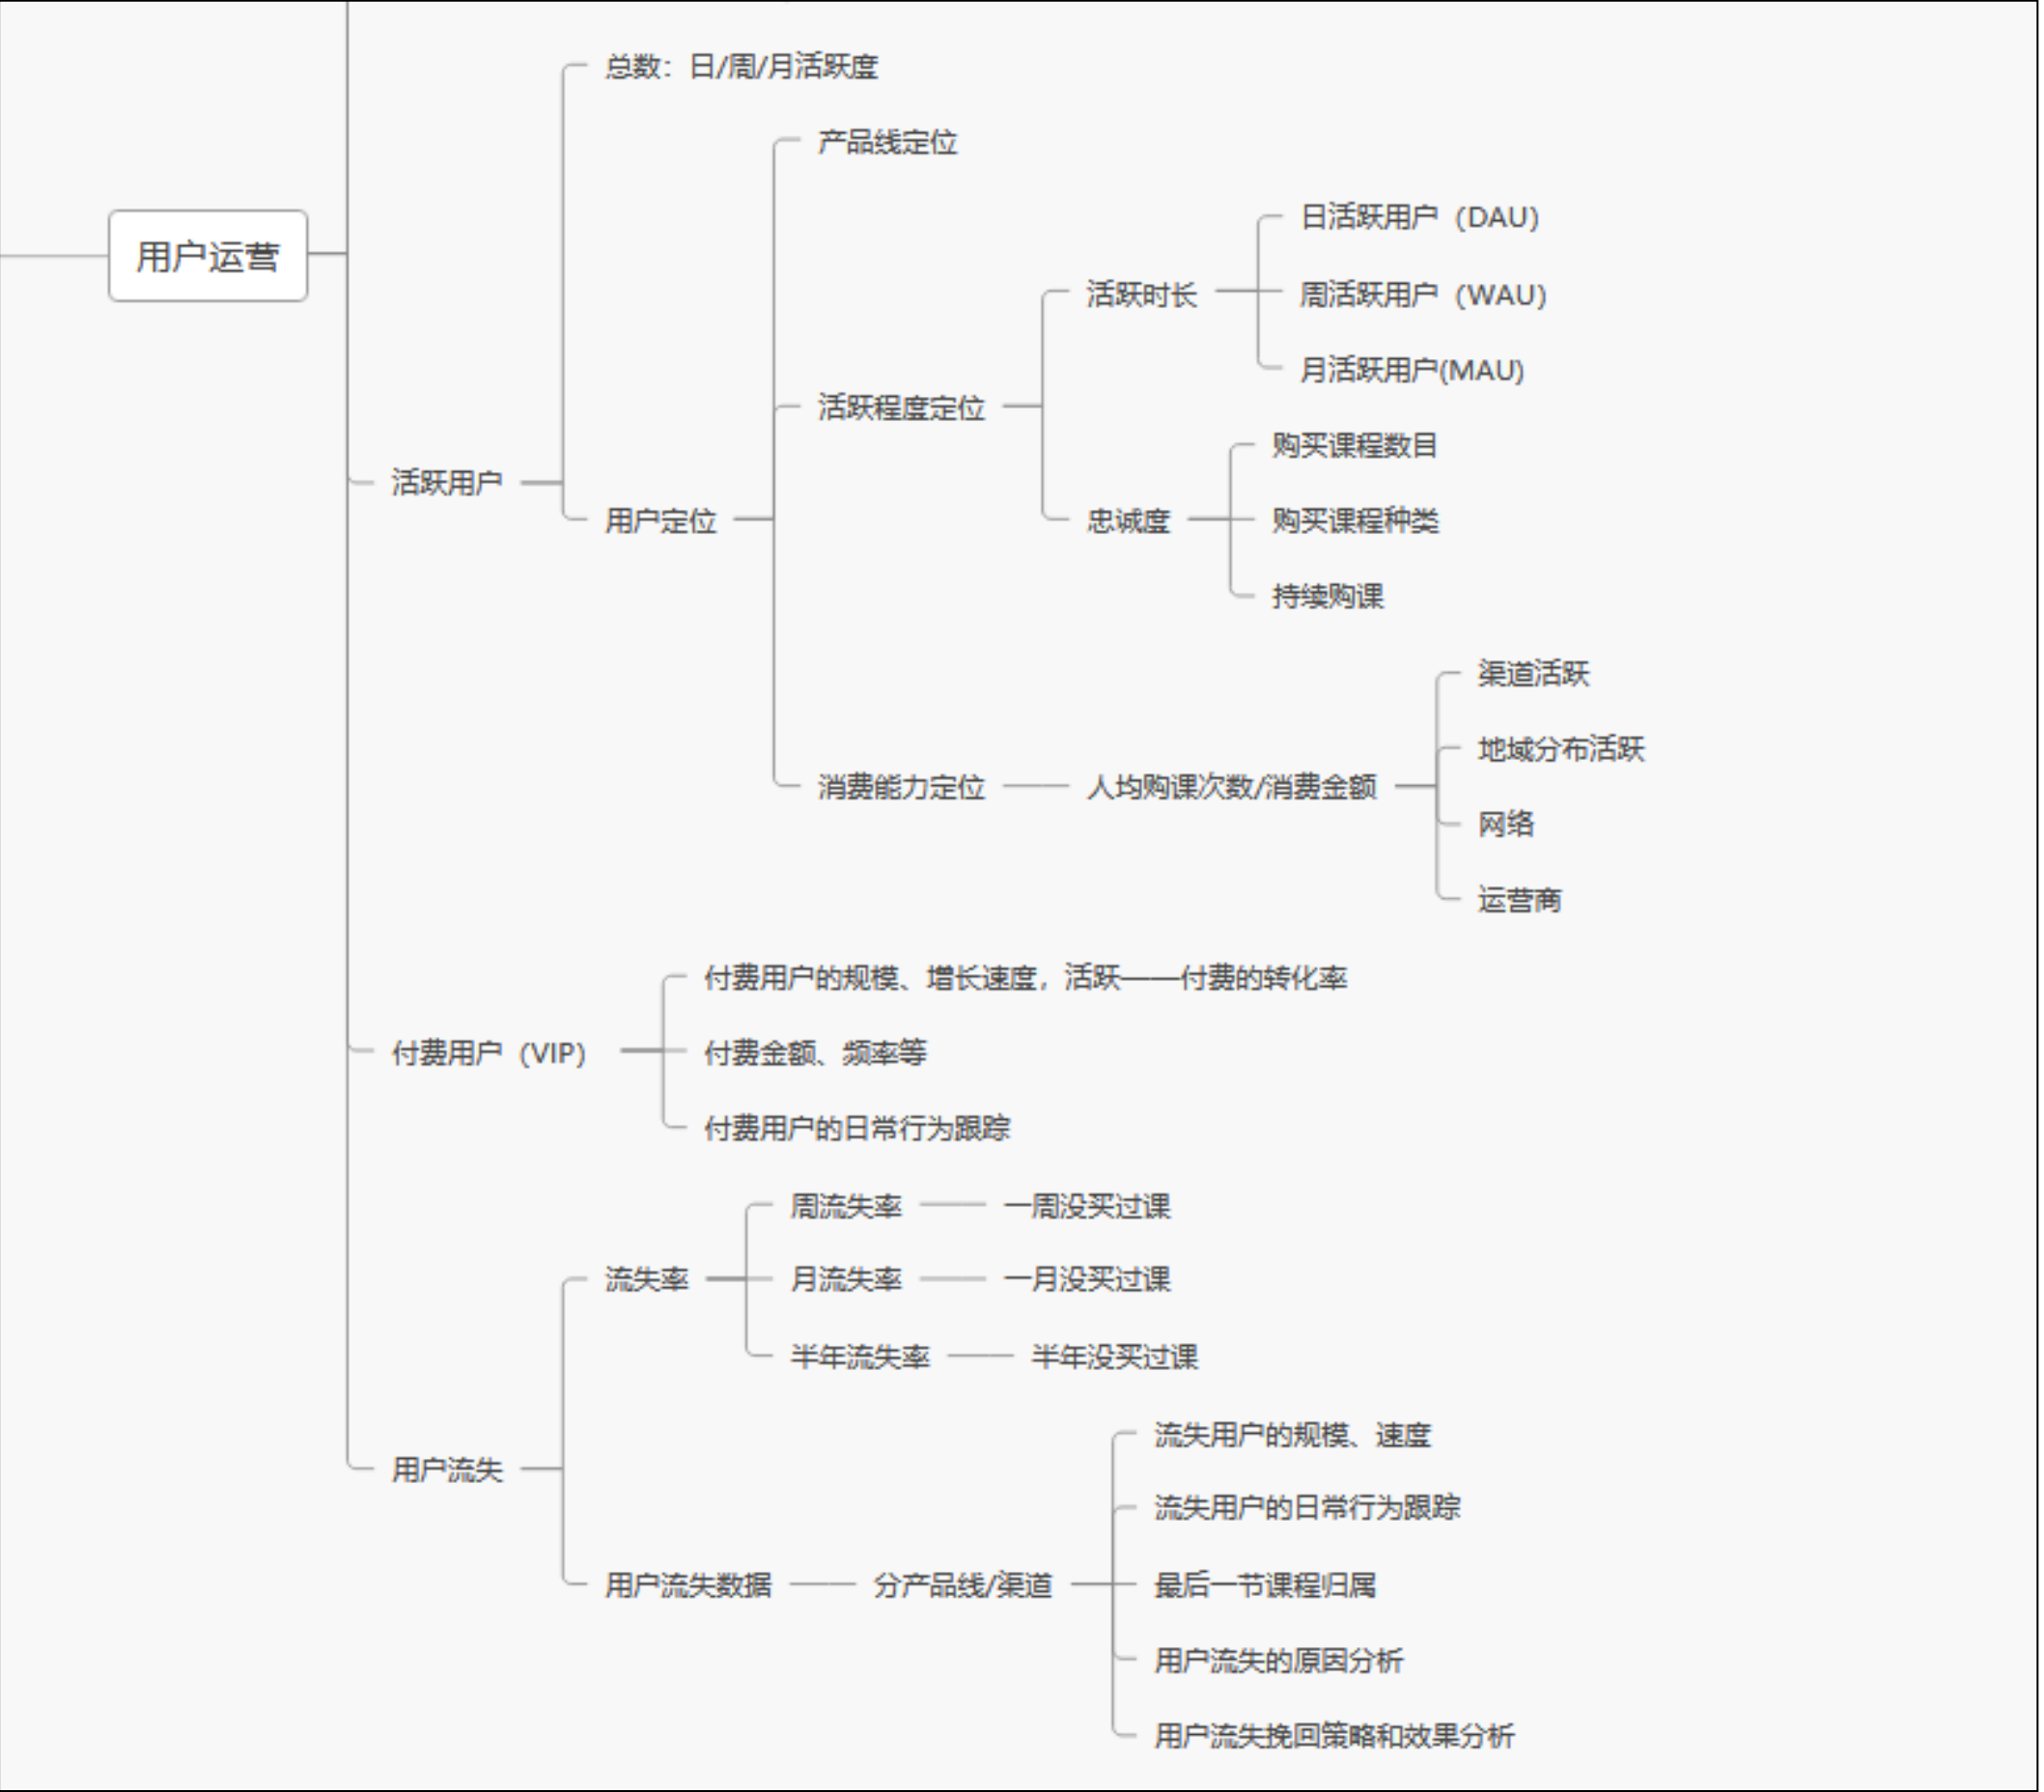 用户运营
活跃用户
总数：日/周/月活跃度
用户定位
产品线定位
活跃程度定位
活跃时长
日活跃用户（DAU）
周活跃用户（WAU）
月活跃用户(MAU)
忠诚度
购买课程数目
购买课程种类
持续购课
消费能力定位
人均购课次数/消费金额
渠道活跃
地域分布活跃
网络
运营商
付费用户（VIP）
付费用户的规模、增长速度，活跃——付费的转化率
付费金额、频率等
付费用户的日常行为跟踪
用户流失
流失率
周流失率
一周没买过课
月流失率
一月没买过课
半年流失率
半年没买过课
用户流失数据
分产品线/渠道
流失用户的规模、速度
流失用户的日常行为跟踪
最后一节课程归属
用户流失的原因分析
用户流失挽回策略和效果分析